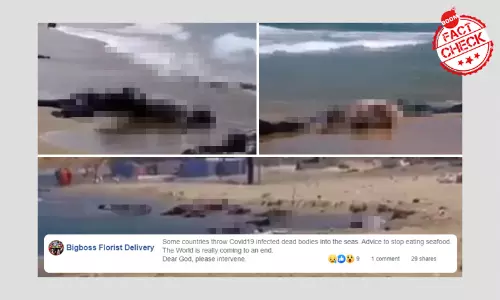 BOOM
FACT
CHECK
Bigboss Florist Delivery
Some countries throw Covid19 infected dead bodies into the seas. Advice to stop eating seafood.
The World is really coming to an end.
Dear God, please intervene.
9 1 comment 29 shares